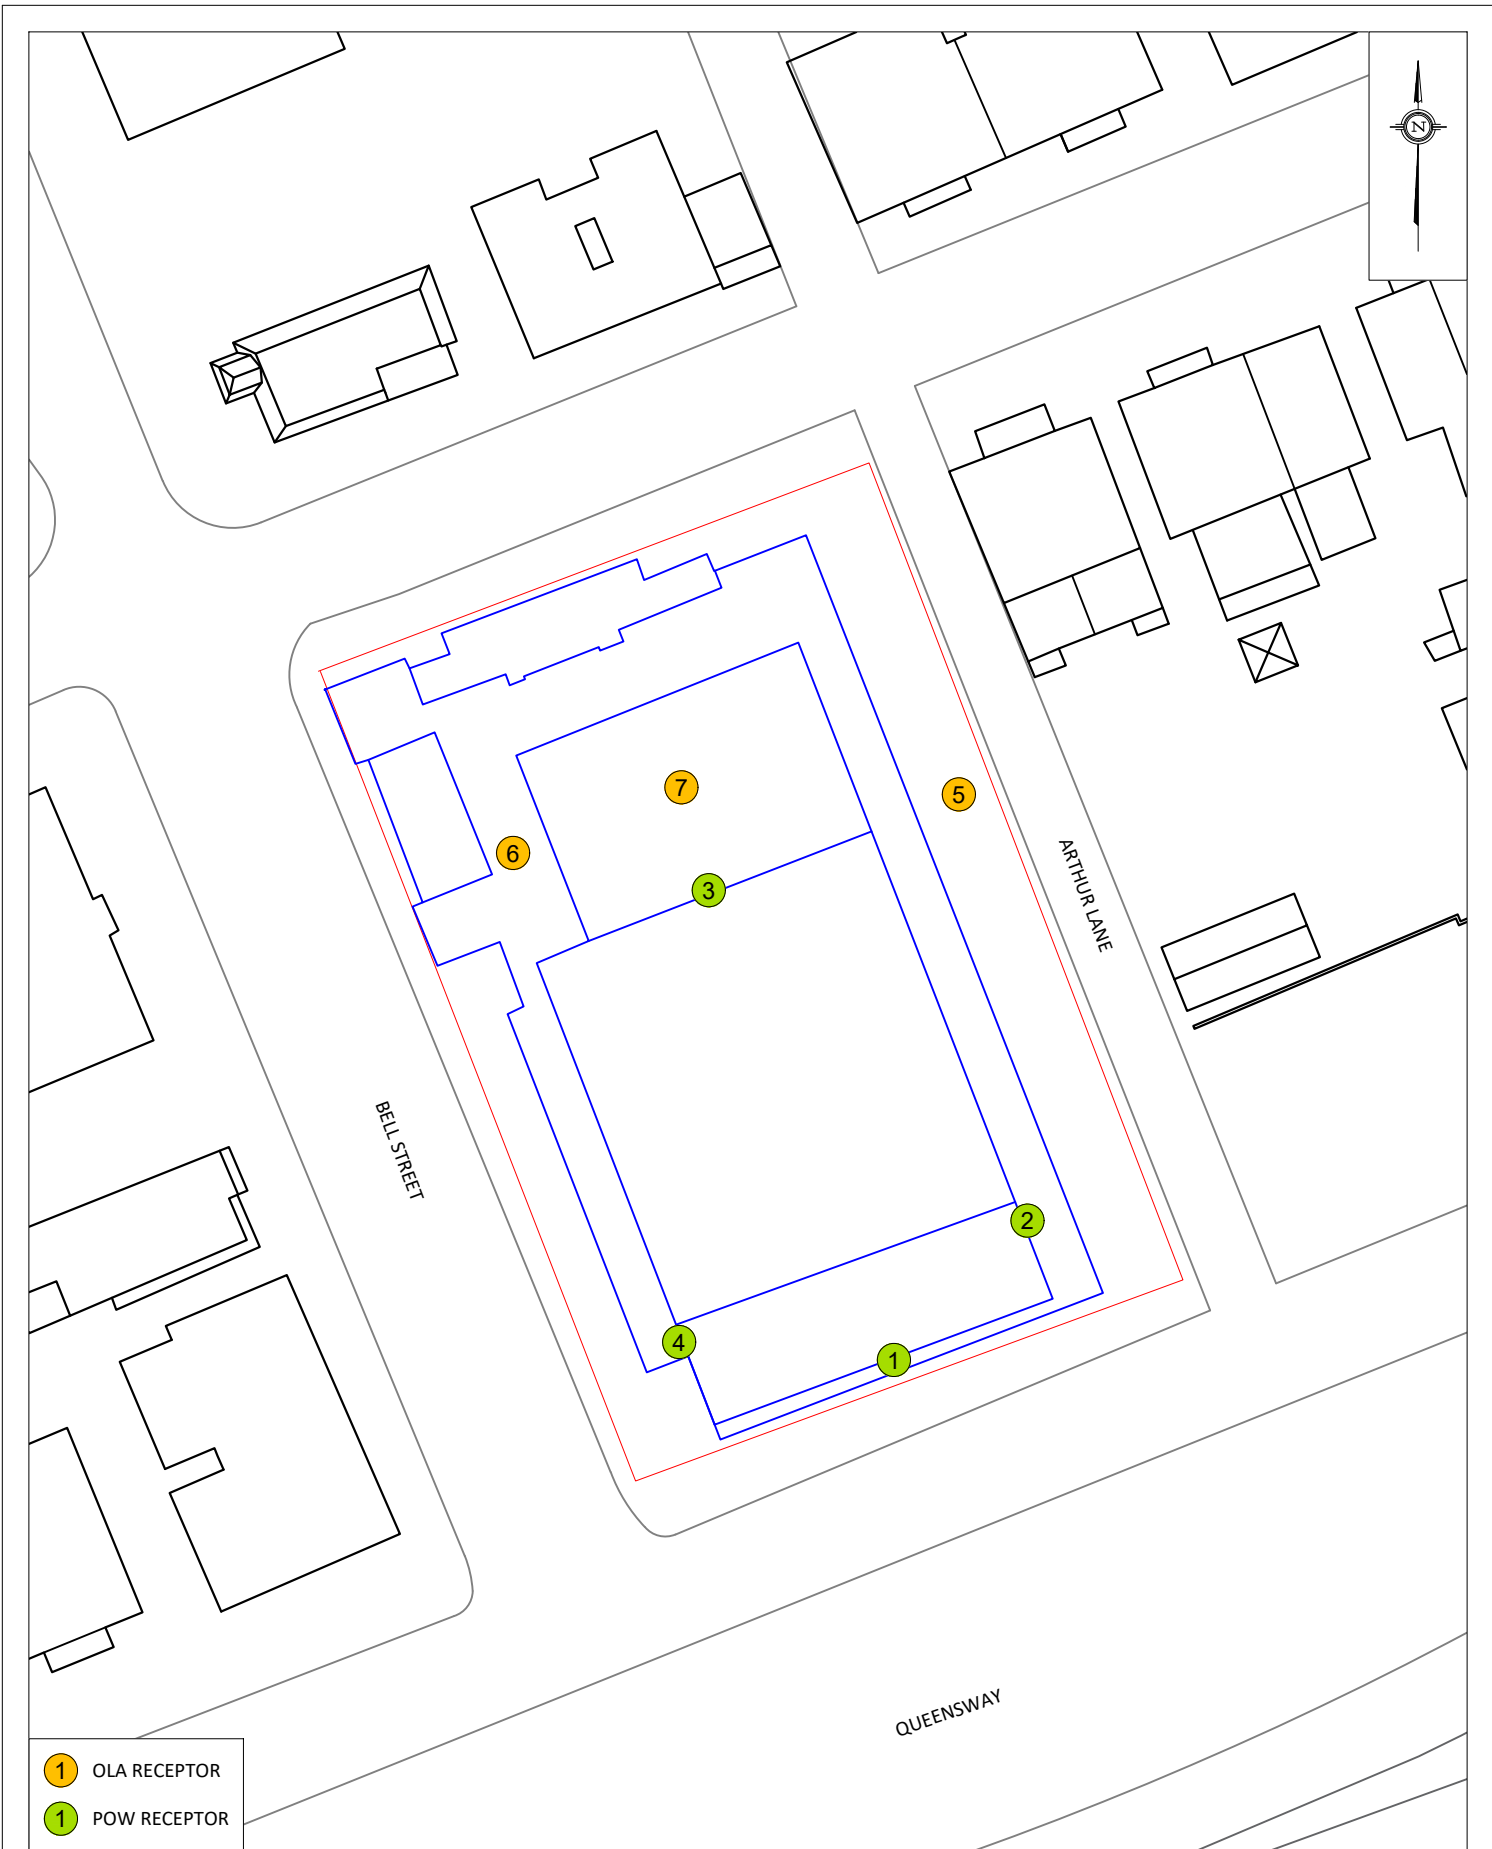 N
7
5
6
3
ARTHUR LANE
BELL STREET
2
4
1
QUEENSWAY
1 OLA RECEPTOR
1 POW RECEPTOR